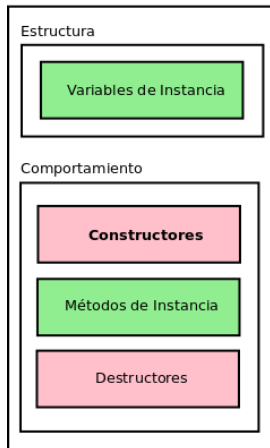 Estructura
Variables de Instancia
Comportamiento
Constructores
Métodos de Instancia
Destructores